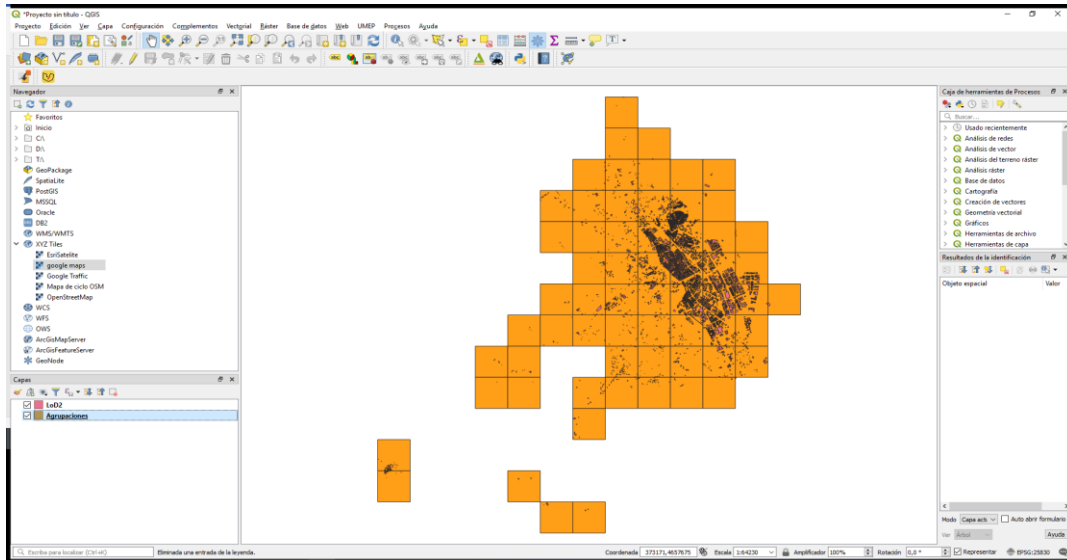 *Proyecto sin título - QGIS
Proyecto Edición Ver Capa Configuración Complementos Vectorial Ráster Base de datos Web UMEP Procesos Ayuda
Navegador
Favoritos
Inicio
C:\
D:\
T:\
GeoPackage
SpatiaLite
PostGIS
MSSQL
Oracle
DB2
WMS/WMTS
XYZ Tiles
EsriSatelite
google maps
Google Traffic
Mapa de ciclo OSM
OpenStreetMap
WCS
WFS
OWS
ArcGisMapServer
ArcGisFeatureServer
GeoNode
Capas
LoD2
Agrupaciones
Caja de herramientas de Procesos
Buscar...
Usado recientemente
Análisis de redes
Análisis de vector
Análisis del terreno ráster
Análisis ráster
Base de datos
Cartografía
Creación de vectores
Geometría vectorial
Gráficos
Herramientas de archivo
Herramientas de capa
Resultados de la identificación
Objeto espacial Valor
Modo Capa act Auto abrir formulario
Ver Árbol Ayuda
Escriba para localizar (Ctrl+K) Eliminada una entrada de la leyenda. Coordenada 373171,4657675 Escala 1:64230 Amplificador 100% Rotación 0,0 ° Representar EPSG:25830